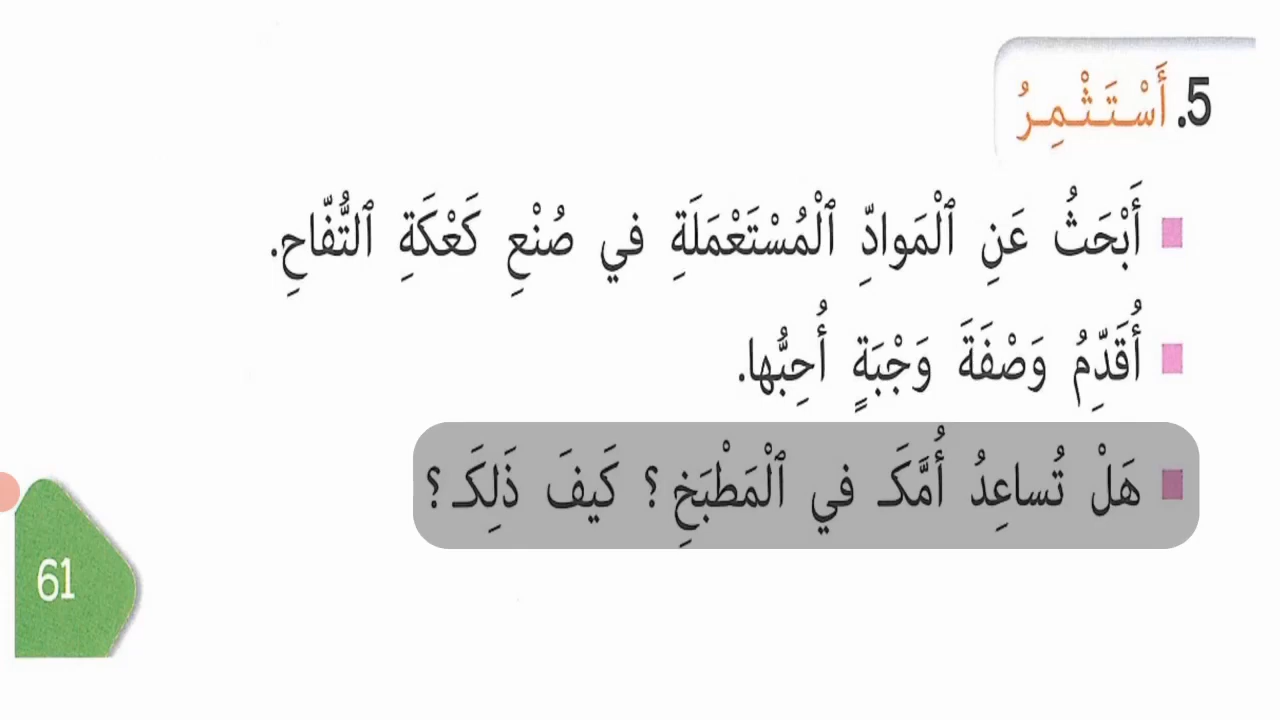 5. أَسْتَثْمِرُ
أَبْحَثُ عَنِ ٱلْمَوادِّ ٱلْمُسْتَعْمَلَةِ في صُنْعِ كَعْكَةِ ٱلتُّفّاحِ.
أُقَدِّمُ وَصْفَةَ وَجْبَةٍ أُحِبُّها.
هَلْ تُساعِدُ أُمَّكَـ في ٱلْمَطْبَخِ؟ كَيفَ ذَلِكَـ؟
61